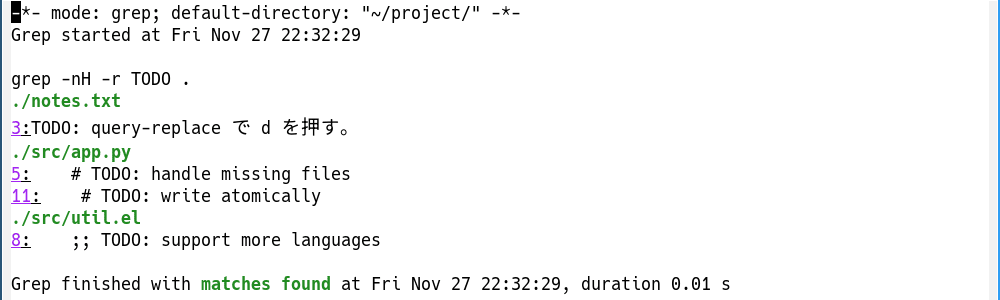 -*- mode: grep; default-directory: "~/project/" -*-
Grep started at Fri Nov 27 22:32:29

grep -nH -r TODO .
./notes.txt
3:TODO: query-replace で d を押す。
./src/app.py
5:    # TODO: handle missing files
11:    # TODO: write atomically
./src/util.el
8:    ;; TODO: support more languages

Grep finished with matches found at Fri Nov 27 22:32:29, duration 0.01 s